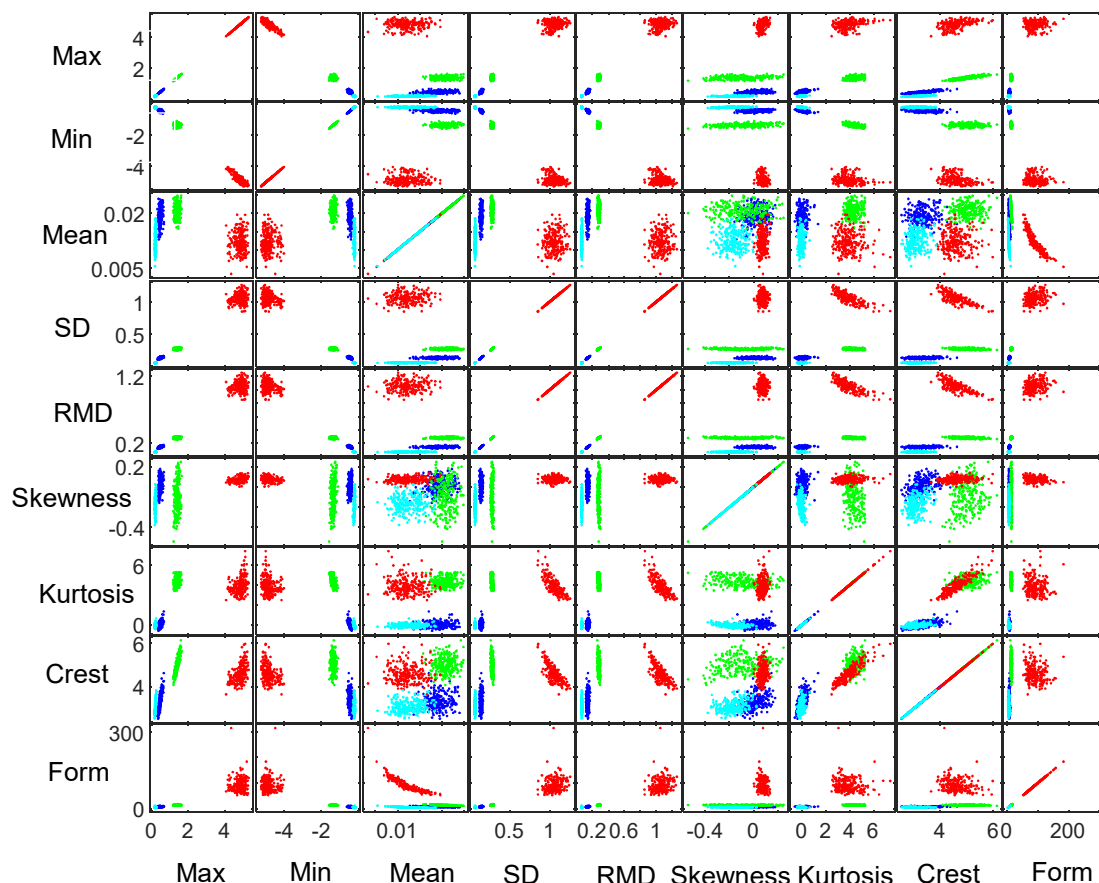 4
Max
2
-2
Min
-4
0.02
Mean
0.005
1
SD
0.5
1.2
RMD
0.2
0.2
Skewness
-0.4
6
Kurtosis
0
6
Crest
4
300
Form
0
0 2 4 -4 -2 0.01 0.5 1 0.2 0.6 1 -0.4 0 0 2 4 6 4 6 0 200
Max Min Mean SD RMD Skewness Kurtosis Crest Form